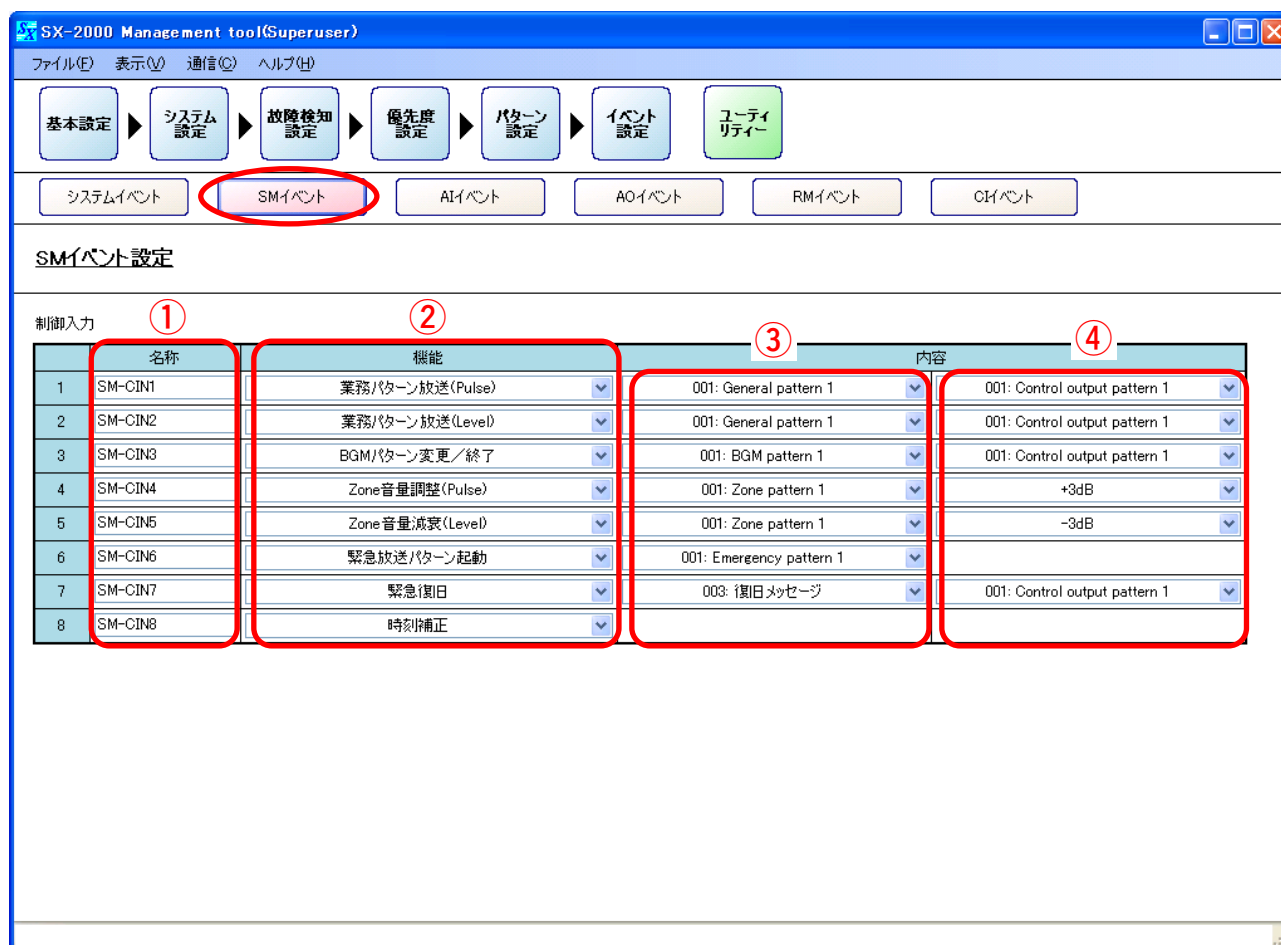 SX-2000 Management tool(Superuser)
ファイル(F) 表示(V) 通信(C) ヘルプ(H)
基本設定
システム
設定
故障検知
設定
優先度
設定
パターン
設定
イベント
設定
ユーティ
リティー
システムイベント SMイベント AIイベント AOイベント RMイベント CIイベント
SMイベント設定
制御入力
① ② ③ ④
名称 機能 内容
1 SM-CIN1 業務パターン放送(Pulse) 001: General pattern 1 001: Control output pattern 1
2 SM-CIN2 業務パターン放送(Level) 001: General pattern 1 001: Control output pattern 1
3 SM-CIN3 BGMパターン変更／終了 001: BGM pattern 1 001: Control output pattern 1
4 SM-CIN4 Zone音量調整(Pulse) 001: Zone pattern 1 +3dB
5 SM-CIN5 Zone音量減衰(Level) 001: Zone pattern 1 -3dB
6 SM-CIN6 緊急放送パターン起動 001: Emergency pattern 1
7 SM-CIN7 緊急復旧 003: 復旧メッセージ 001: Control output pattern 1
8 SM-CIN8 時刻補正